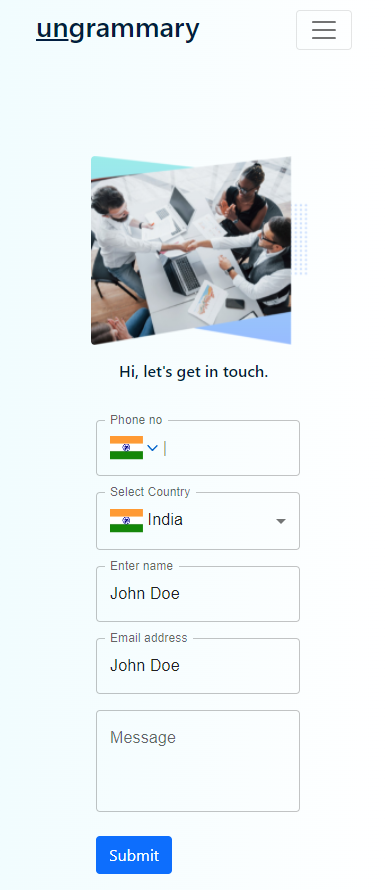 ungrammary
Hi, let's get in touch.
Phone no
Select Country
India
Enter name
John Doe
Email address
John Doe
Message
Submit